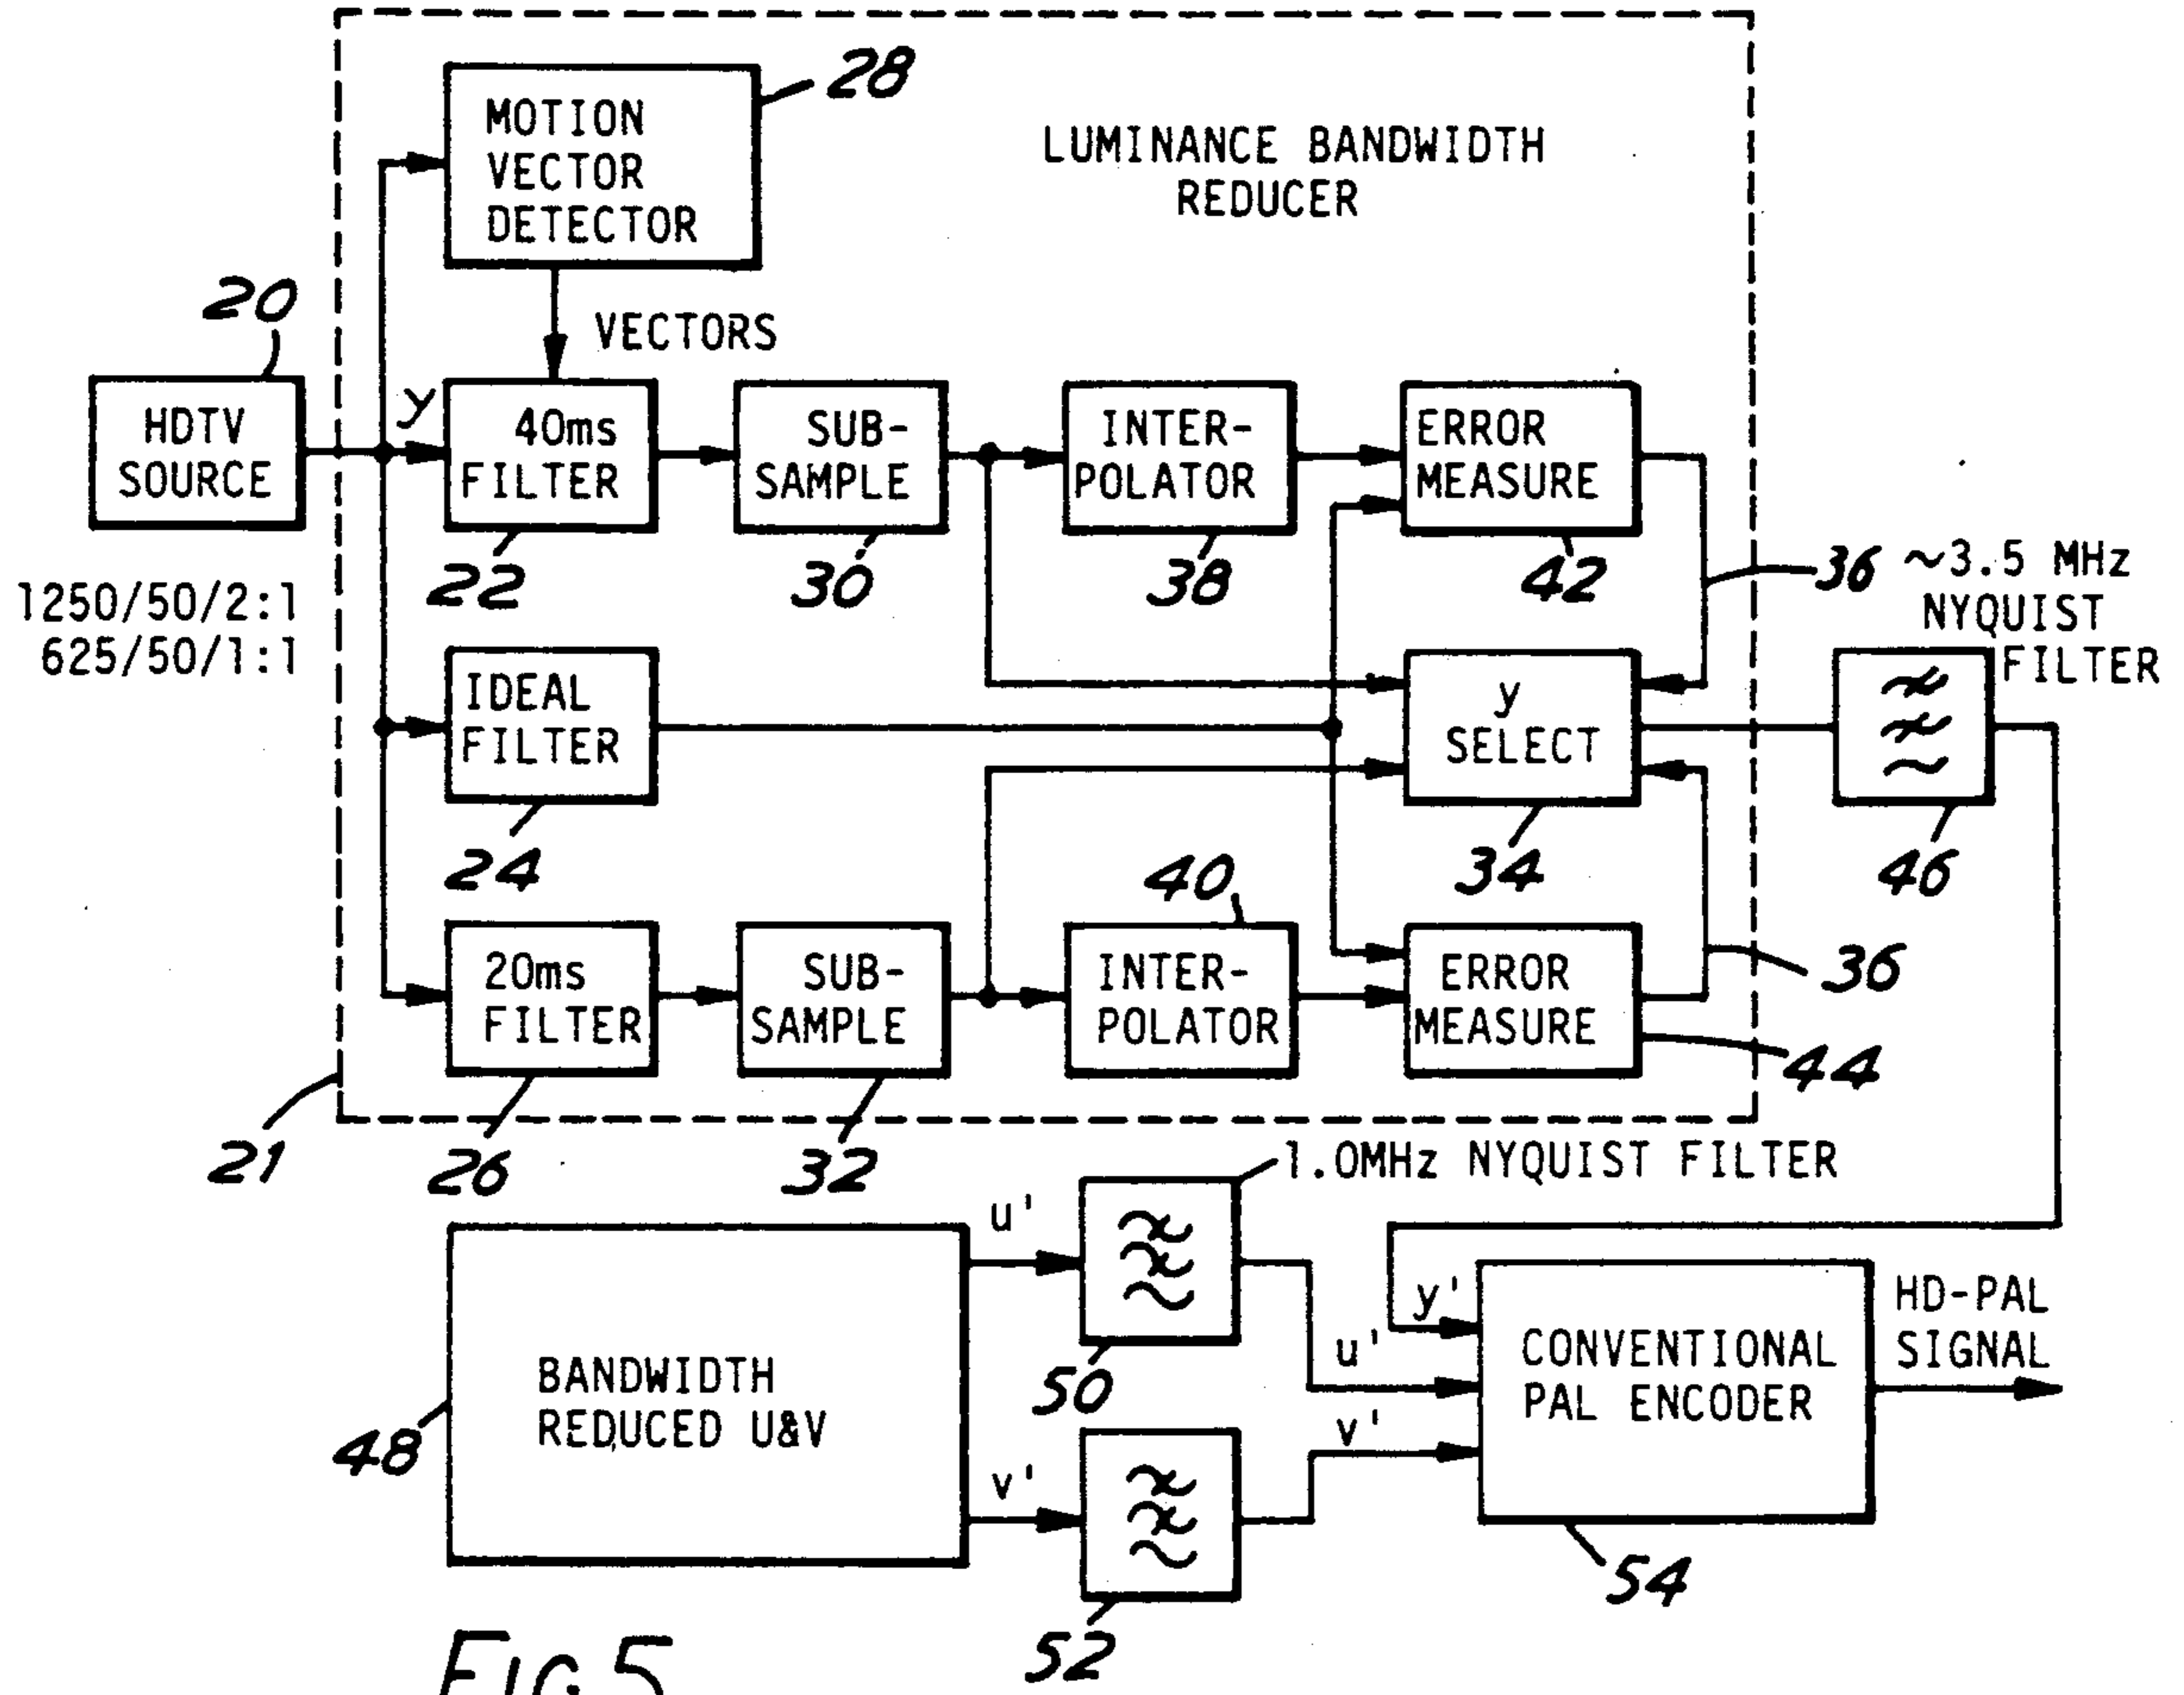 28
MOTION
VECTOR
DETECTOR
LUMINANCE BANDWIDTH
REDUCER
20
VECTORS
HDTV
SOURCE
y
40ms
FILTER
SUB-
SAMPLE
INTER-
POLATOR
ERROR
MEASURE
22
30
38
42
36
~3.5 MHz
NYQUIST
FILTER
1250/50/2:1
625/50/1:1
IDEAL
FILTER
y
SELECT
24
34
46
40
20ms
FILTER
SUB-
SAMPLE
INTER-
POLATOR
ERROR
MEASURE
36
44
21
26
32
1.0MHz NYQUIST FILTER
u'
BANDWIDTH
REDUCED U&V
48
v'
50
52
y'
u'
v'
CONVENTIONAL
PAL ENCODER
HD-PAL
SIGNAL
54
FIG.5